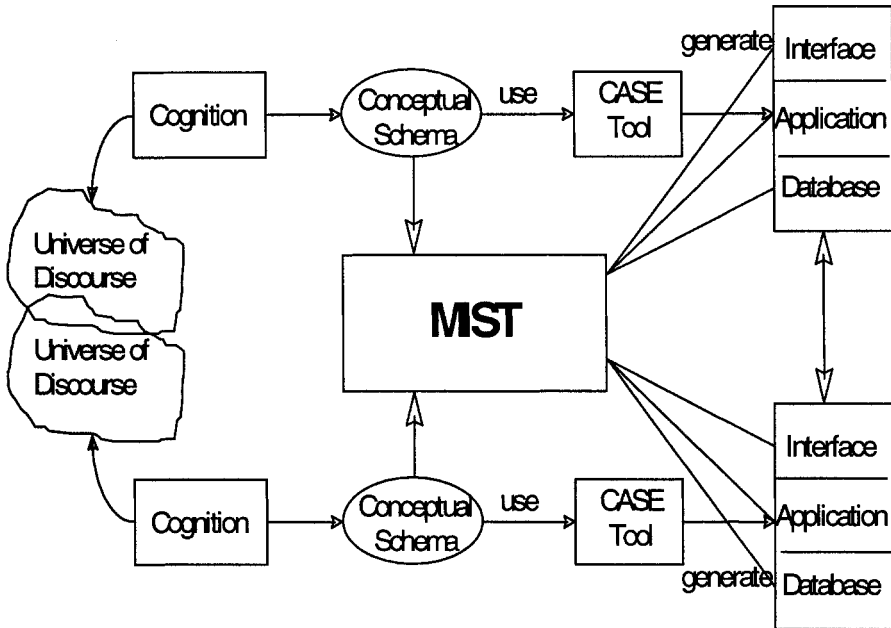 generate
Interface
Cognition
Conceptual
Schema
use
CASE
Tool
Application
Database
Universe of
Discourse
MIST
Universe of
Discourse
Interface
Cognition
Conceptual
Schema
use
CASE
Tool
Application
generate
Database